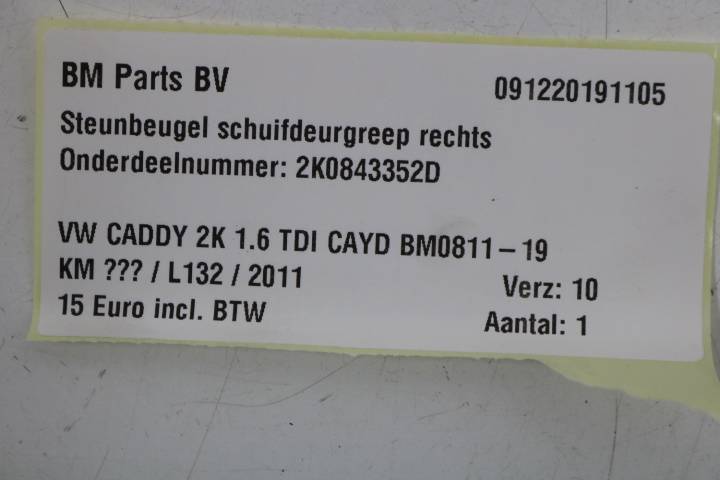 BM Parts BV 091220191105
Steunbeugel schuifdeurgreep rechts
Onderdeelnummer: 2K0843352D
VW CADDY 2K 1.6 TDI CAYD BM0811–19
KM ??? / L132 / 2011 Verz: 10
15 Euro incl. BTW Aantal: 1